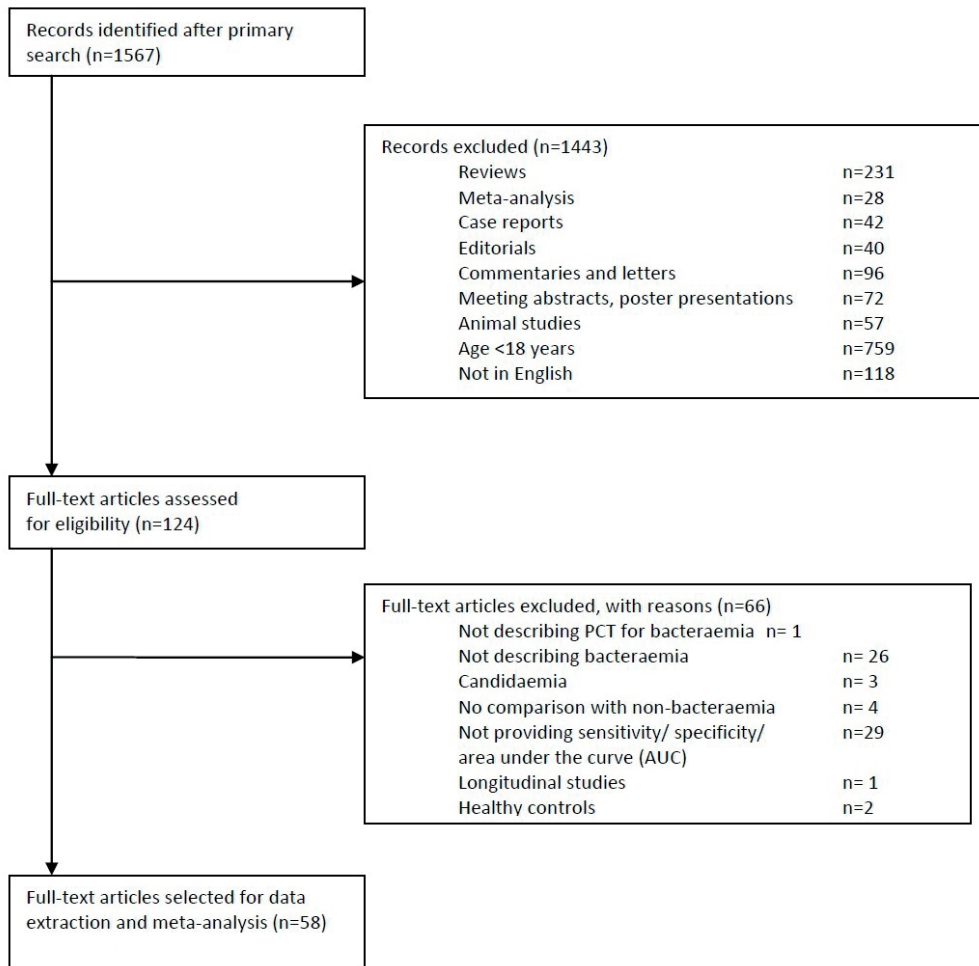 Records identified after primary
search (n=1567)
Records excluded (n=1443)
Reviews n=231
Meta-analysis n=28
Case reports n=42
Editorials n=40
Commentaries and letters n=96
Meeting abstracts, poster presentations n=72
Animal studies n=57
Age <18 years n=759
Not in English n=118
Full-text articles assessed
for eligibility (n=124)
Full-text articles excluded, with reasons (n=66)
Not describing PCT for bacteraemia n= 1
Not describing bacteraemia n= 26
Candidaemia n= 3
No comparison with non-bacteraemia n= 4
Not providing sensitivity/ specificity/ n=29
area under the curve (AUC)
Longitudinal studies n= 1
Healthy controls n=2
Full-text articles selected for data
extraction and meta-analysis (n=58)